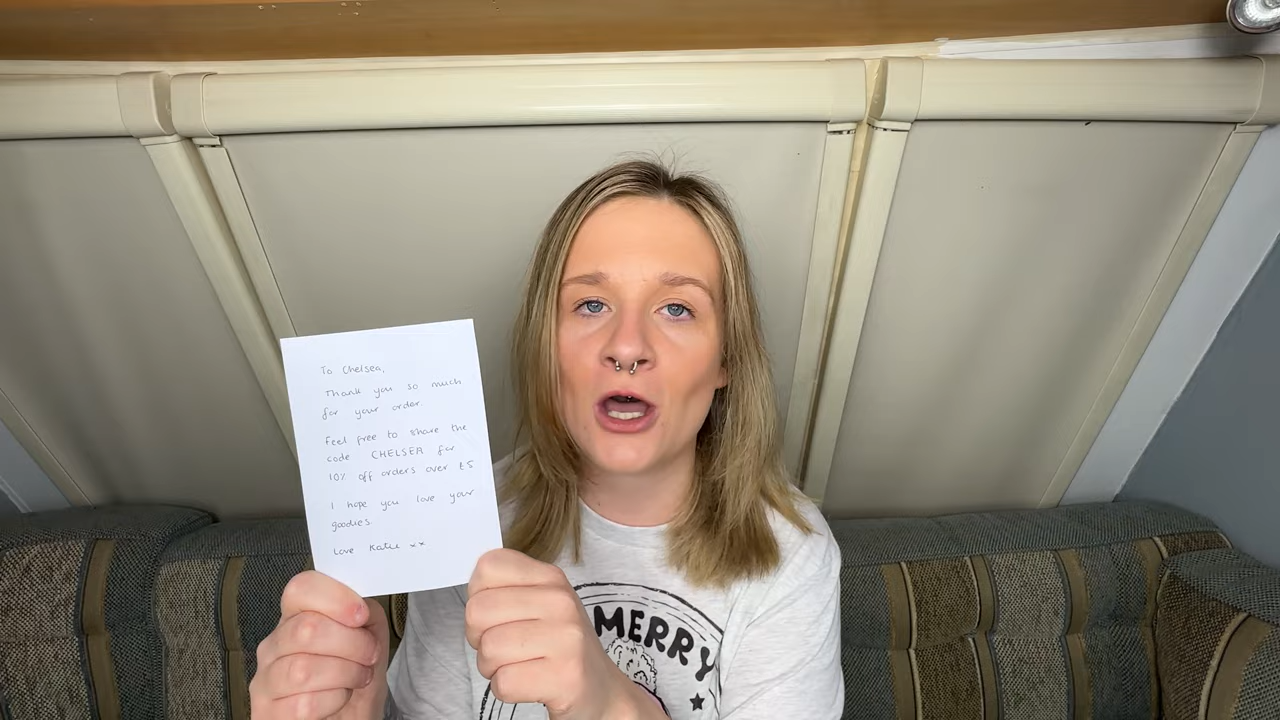 To Chelsea,
Thank you so much
for your order.
Feel free to share the
code CHELSEA for
10% off orders over £5
I hope you love your
goodies.
Love Katie xx
MERRY